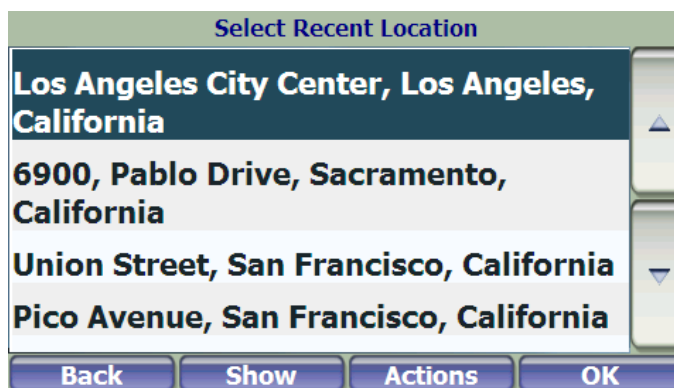 Select Recent Location
Los Angeles City Center, Los Angeles,
California
6900, Pablo Drive, Sacramento,
California
Union Street, San Francisco, California
Pico Avenue, San Francisco, California
Back Show Actions OK